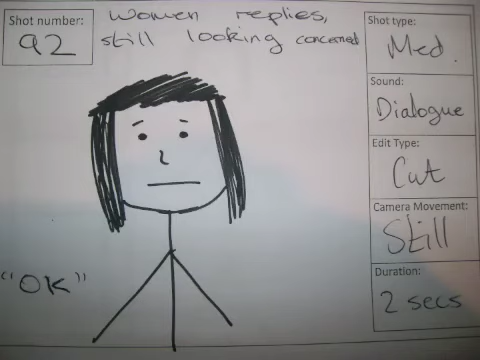 Shot number:
92
Women replies,
still looking concerned
Shot type:
Med.
Sound:
Dialogue
Edit Type:
Cut
Camera Movement:
Still
Duration:
2 secs
"OK"